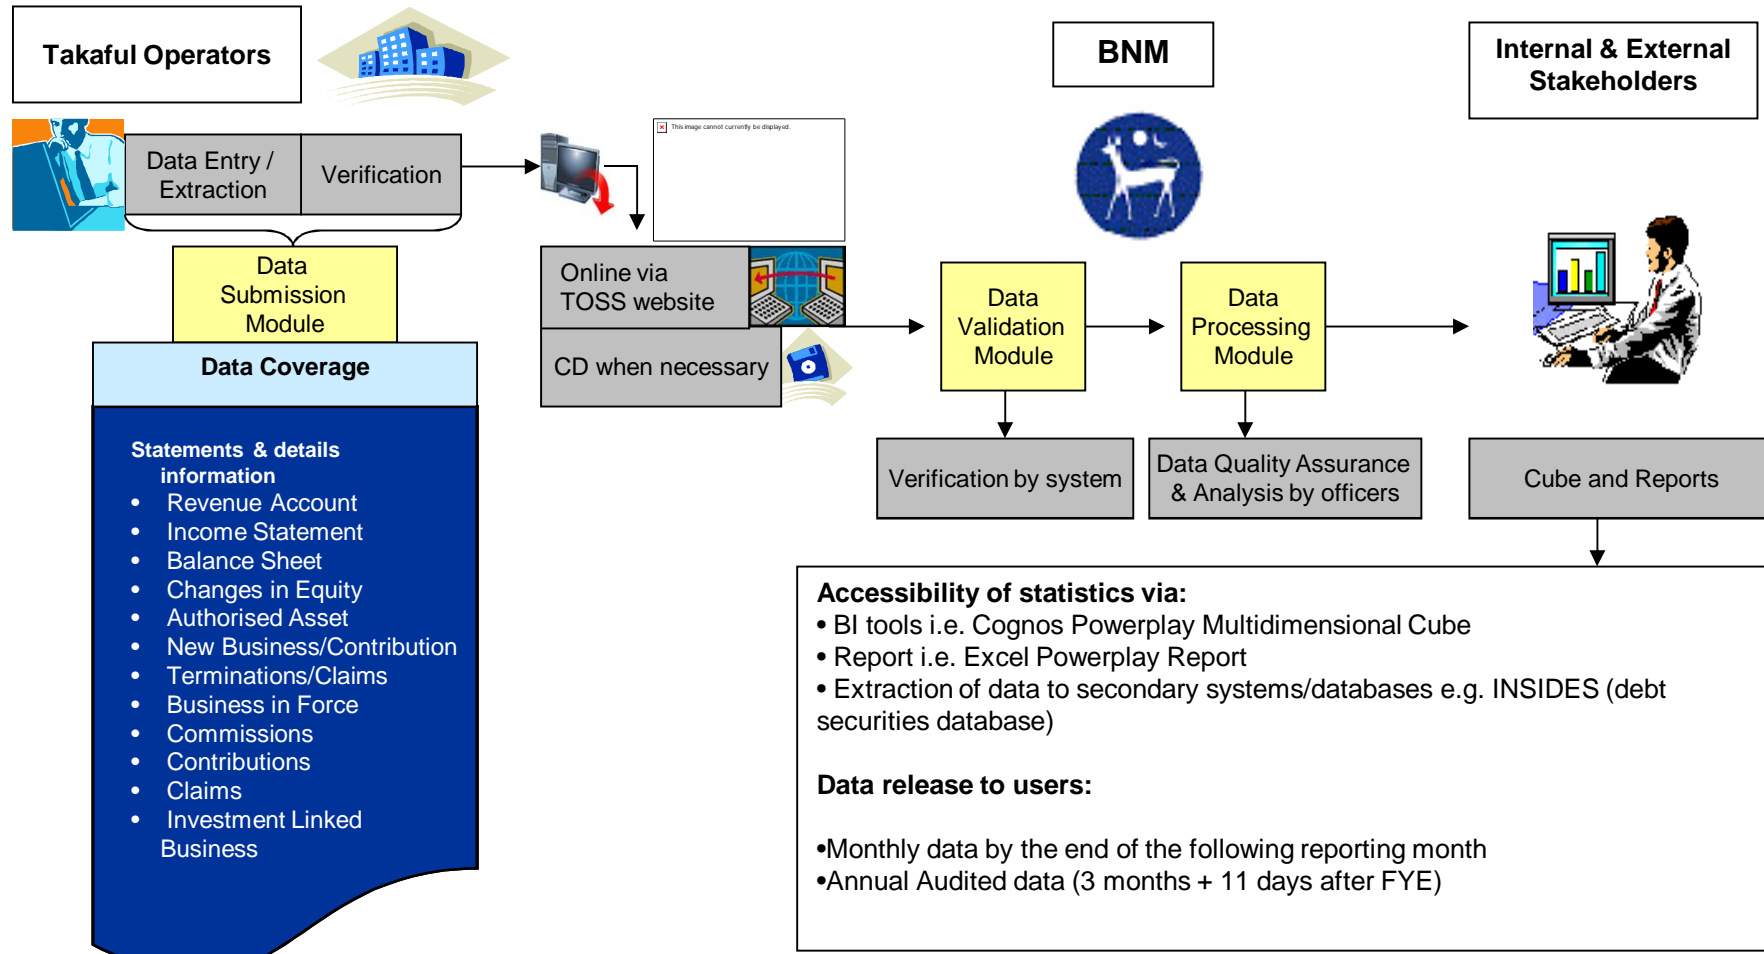 Takaful Operators
BNM
Internal & External
Stakeholders
Data Entry /
Extraction
Verification
This image cannot currently be displayed.
Data
Submission
Module
Online via
TOSS website
CD when necessary
Data
Validation
Module
Data
Processing
Module
Verification by system
Data Quality Assurance
& Analysis by officers
Cube and Reports
Data Coverage
Statements & details
information
• Revenue Account
• Income Statement
• Balance Sheet
• Changes in Equity
• Authorised Asset
• New Business/Contribution
• Terminations/Claims
• Business in Force
• Commissions
• Contributions
• Claims
• Investment Linked
Business
Accessibility of statistics via:
• BI tools i.e. Cognos Powerplay Multidimensional Cube
• Report i.e. Excel Powerplay Report
• Extraction of data to secondary systems/databases e.g. INSIDES (debt
securities database)
Data release to users:
•Monthly data by the end of the following reporting month
•Annual Audited data (3 months + 11 days after FYE)